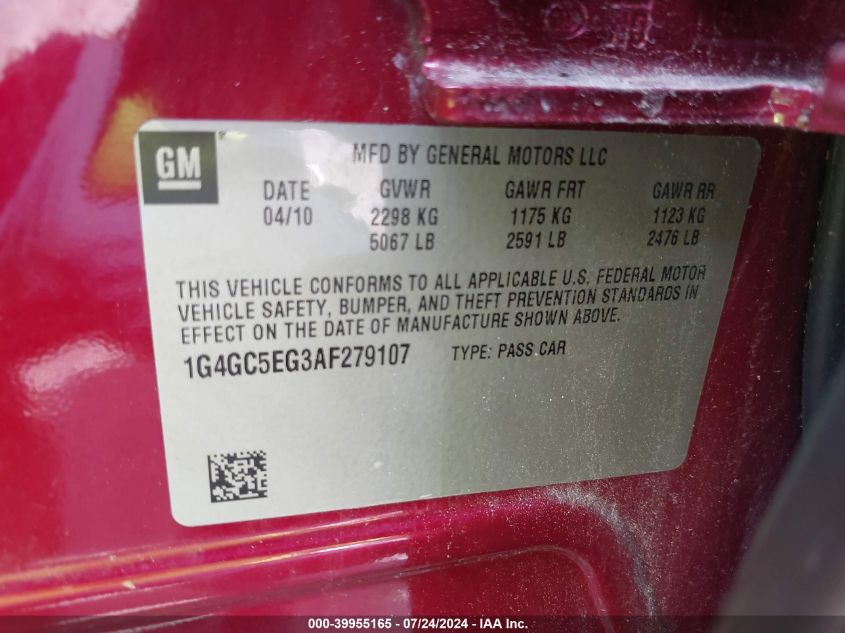 GM
MFD BY GENERAL MOTORS LLC
DATE GVWR GAWR FRT GAWR RR
04/10 2298 KG 1175 KG 1123 KG
5067 LB 2591 LB 2476 LB
THIS VEHICLE CONFORMS TO ALL APPLICABLE U.S. FEDERAL MOTOR
VEHICLE SAFETY, BUMPER, AND THEFT PREVENTION STANDARDS IN
EFFECT ON THE DATE OF MANUFACTURE SHOWN ABOVE.
1G4GC5EG3AF279107 TYPE: PASS CAR
000-39955165 - 07/24/2024 - IAA Inc.